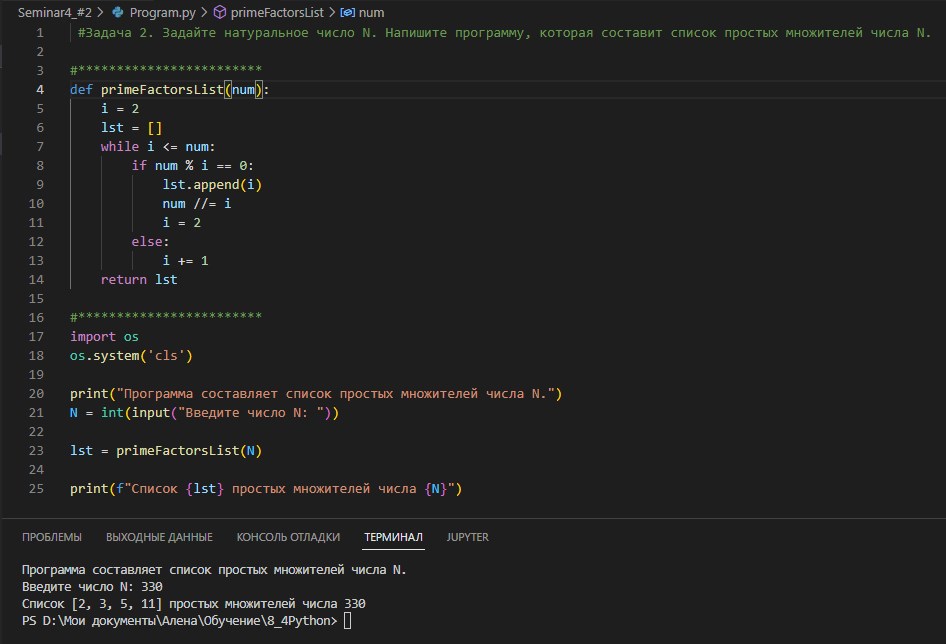 Seminar4_#2 > Program.py > primeFactorsList > num
1 #Задача 2. Задайте натуральное число N. Напишите программу, которая составит список простых множителей числа N.
2
3 #************************
4 def primeFactorsList(num):
5     i = 2
6     lst = []
7     while i <= num:
8         if num % i == 0:
9             lst.append(i)
10             num //= i
11             i = 2
12         else:
13             i += 1
14     return lst
15
16 #************************
17 import os
18 os.system('cls')
19
20 print("Программа составляет список простых множителей числа N.")
21 N = int(input("Введите число N: "))
22
23 lst = primeFactorsList(N)
24
25 print(f"Список {lst} простых множителей числа {N}")
ПРОБЛЕМЫ ВЫХОДНЫЕ ДАННЫЕ КОНСОЛЬ ОТЛАДКИ ТЕРМИНАЛ JUPYTER
Программа составляет список простых множителей числа N.
Введите число N: 330
Список [2, 3, 5, 11] простых множителей числа 330
PS D:\Мои документы\Алена\Обучение\8_4Python>